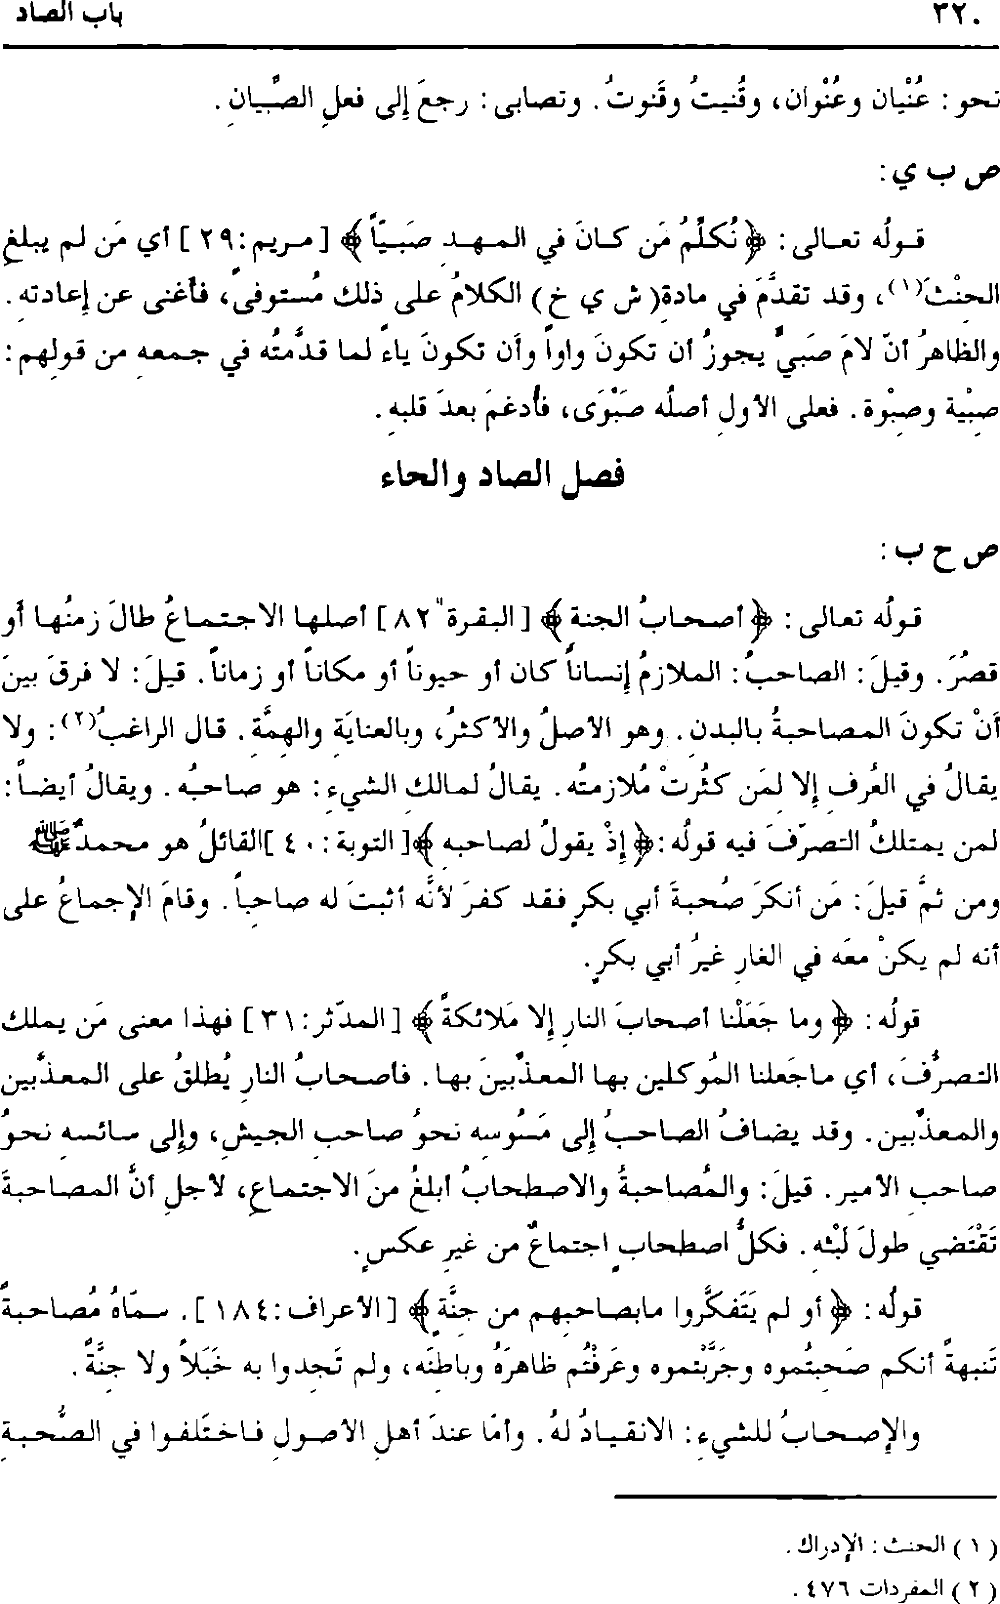 ٣٢٠ باب الصاد
نحو: عُنْيان وعُنْوان، وقُنيتُ وقَنوتُ. وتصابى: رجعَ إلى فعلِ الصِّبيانِ.
ص ب ي:
قولُه تعالى: ﴿نُكلِّمُ مَن كانَ في المهدِ صَبيّاً﴾ [مريم: ٢٩] أي مَن لم يبلغِ
الحِنْثَ(١)، وقد تقدَّمَ في مادةِ (ش ي خ) الكلامُ على ذلك مُستوفىً، فأغنى عن إعادته.
والظاهرُ أنّ لامَ صَبيٍّ يجوزُ أن تكونَ واواً وأن تكونَ ياءً لما قدَّمتُه في جمعهِ من قولِهم:
صِبْية وصِبْوة. فعلى الأولِ أصلُه صَبْوَى، فأُدغمَ بعدَ قلبهِ.
فصل الصاد والحاء
ص ح ب:
قولُه تعالى: ﴿أصحابُ الجنةِ﴾ [البقرة" ٨٢] أصلها الاجتماعُ طالَ زمنُها أو
قصُرَ. وقيلَ: الصاحبُ: الملازمُ إنساناً كان أو حيوناً أو مكاناً أو زماناً. قيلَ: لا فرقَ بينَ
أنْ تكونَ المصاحبةُ بالبدنِ. وهو الأصلُ والأكثرُ، وبالعنايَةِ والهمَّةِ. قال الراغبُ(٢): ولا
يقالُ في العُرفِ إلا لمَن كثُرتْ مُلازمتُه. يقالُ لمالكِ الشيءِ: هو صاحبُه. ويقالُ أيضاً:
لمن يمتلكُ التصرّفَ فيه قولُه: ﴿إذْ يقولُ لصاحبهِ﴾ [التوبة: ٤٠] القائلُ هو محمدٌ ﷺ
ومن ثمَّ قيلَ: مَن أنكرَ صُحبةَ أبي بكرٍ فقد كفرَ لأنَّه أثبتَ له صاحباً. وقامَ الإجماعُ على
أنه لم يكنْ معَه في الغارِ غيرُ أبي بكرٍ.
قولُه: ﴿وما جَعَلْنا أصحابَ النارِ إلا مَلائكةً﴾ [المدّثر: ٣١] فهذا معنى مَن يملك
التصرُّفَ، أي ماجَعلنا المُوكلين بها المعذِّبينَ بها. فأصحابُ النارِ يُطلقُ على المعذَّبين
والمعذِّبين. وقد يضافُ الصاحبُ إلى مَسُوسه نحوُ صاحب الجيشِ، وإلى سائسهِ نحوُ
صاحبِ الأمير. قيلَ: والمُصاحبةُ والاصطحابُ أبلغُ منَ الاجتماعِ، لأجلِ أنَّ المصاحبةَ
تَقْتَضي طولَ لَبْثهِ. فكلُّ اصطحابٍ اجتماعٌ من غيرِ عكسٍ.
قولُه: ﴿أو لم يَتَفكَّروا مابصاحبِهم من جِنَّةٍ﴾ [الأعراف: ١٨٤]. سمّاهُ مُصاحبةً
تَنبهةً أنكم صَحِبتُموه وجَرَّبْتموه وعَرَفْتُم ظاهرَهُ وباطنَه، ولم تَجدوا به خَبَلاً ولا جِنَّةً.
والإصحابُ للشيءِ: الانقيادُ لهُ. وأمّا عندَ أهلِ الأصولِ فاختَلفوا في الصُّحبةِ
(١) الحنث: الإدراك.
(٢) المفردات ٤٧٦.